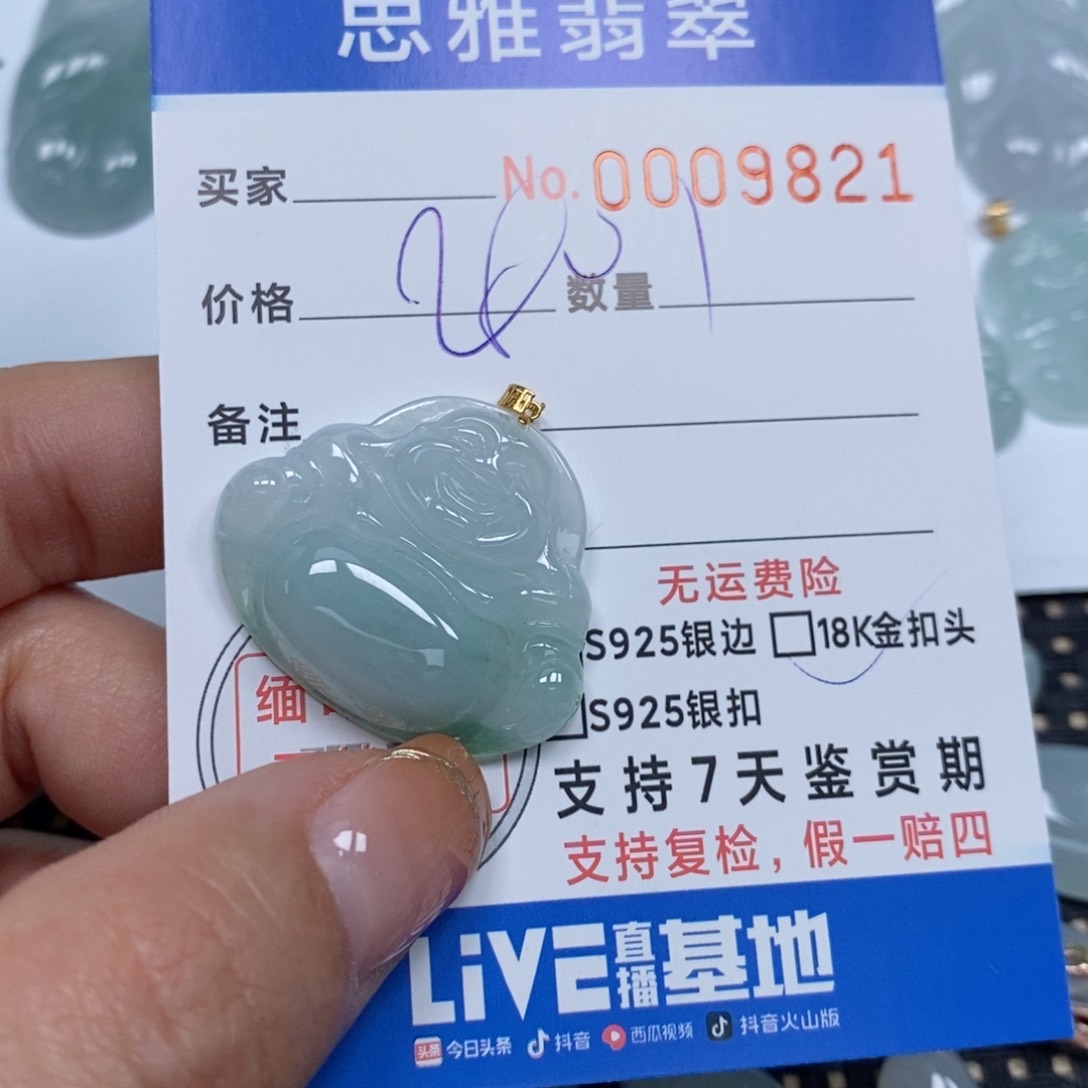 思雅翡翠
买家 No. 0009821
价格 数量
备注
无运费险
S925银边 18K金扣头
缅
S925银扣
支持7天鉴赏期
支持复检，假一赔四
LiVE直播基地
头条 今日头条 抖音 西瓜视频 抖音火山版